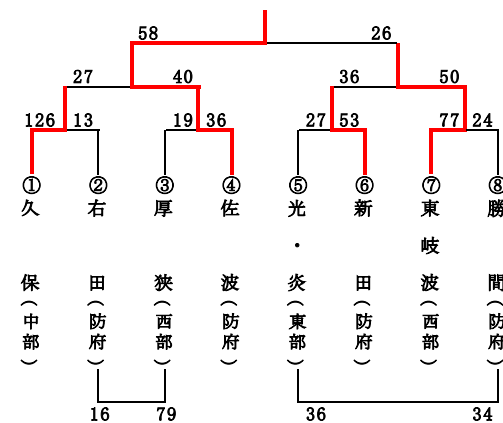 58 26
27 40 36 50
126 13 19 36 27 53 77 24
① ② ③ ④ ⑤ ⑥ ⑦ ⑧
久保（中部）
右田（防府）
厚狭（西部）
佐波（防府）
光・炎（東部）
新田（防府）
東岐波（西部）
勝間（防府）
16 79 36 34